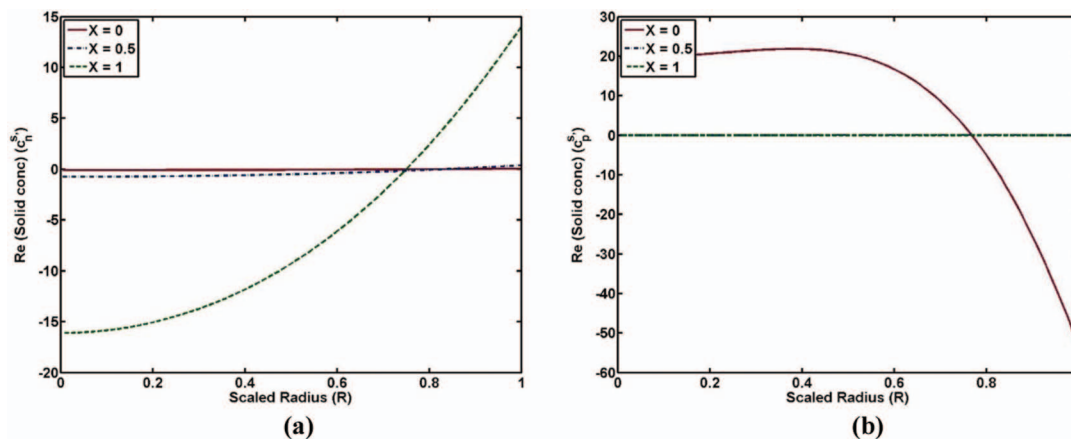 15
10
5
0
-5
-10
-15
-20
0
0.2
0.4
0.6
0.8
1
X = 0
X = 0.5
X = 1
Re (Solid conc) (c_n^s')
Scaled Radius (R)
(a)
30
20
10
0
-10
-20
-30
-40
-50
-60
0
0.2
0.4
0.6
0.8
X = 0
X = 0.5
X = 1
Re (Solid conc) (c_p^s')
Scaled Radius (R)
(b)